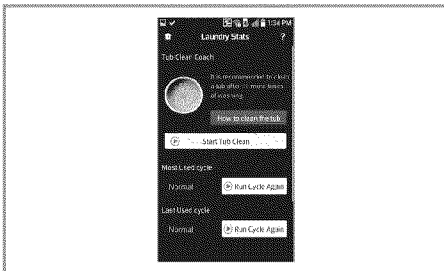 1:34 PM
Laundry Stats ?
Tub Clean Coach
It is recommended to clean
a tub after more times
of washing.
How to clean the tub
Start Tub Clean
Most Used cycle
Normal Run Cycle Again
Last Used cycle
Normal Run Cycle Again